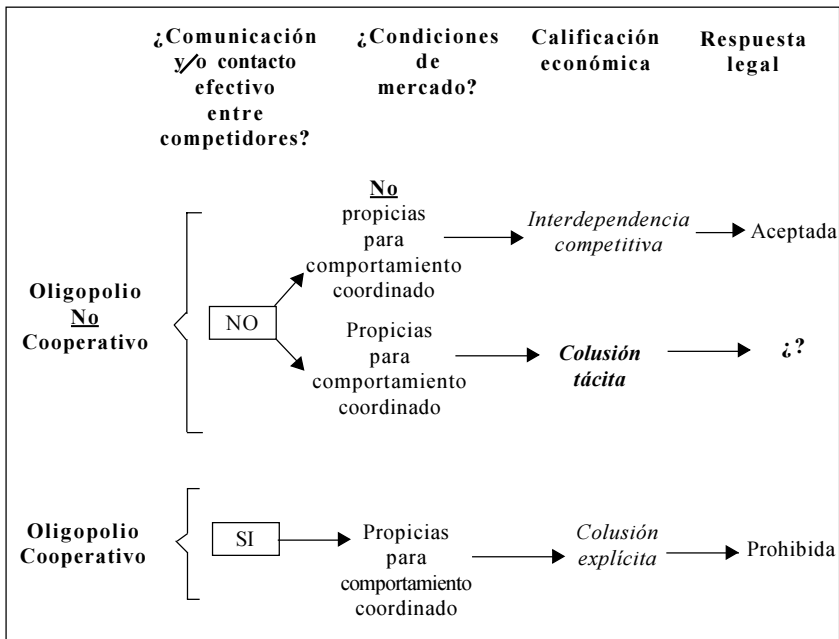 ¿Comunicación
y/o contacto
efectivo
entre
competidores?
¿Condiciones
de
mercado?
Calificación
económica
Respuesta
legal
Oligopolio
No
Cooperativo
NO
No
propicias
para
comportamiento
coordinado
Interdependencia
competitiva
Aceptada
Propicias
para
comportamiento
coordinado
Colusión
tácita
¿?
Oligopolio
Cooperativo
SI
Propicias
para
comportamiento
coordinado
Colusión
explícita
Prohibida